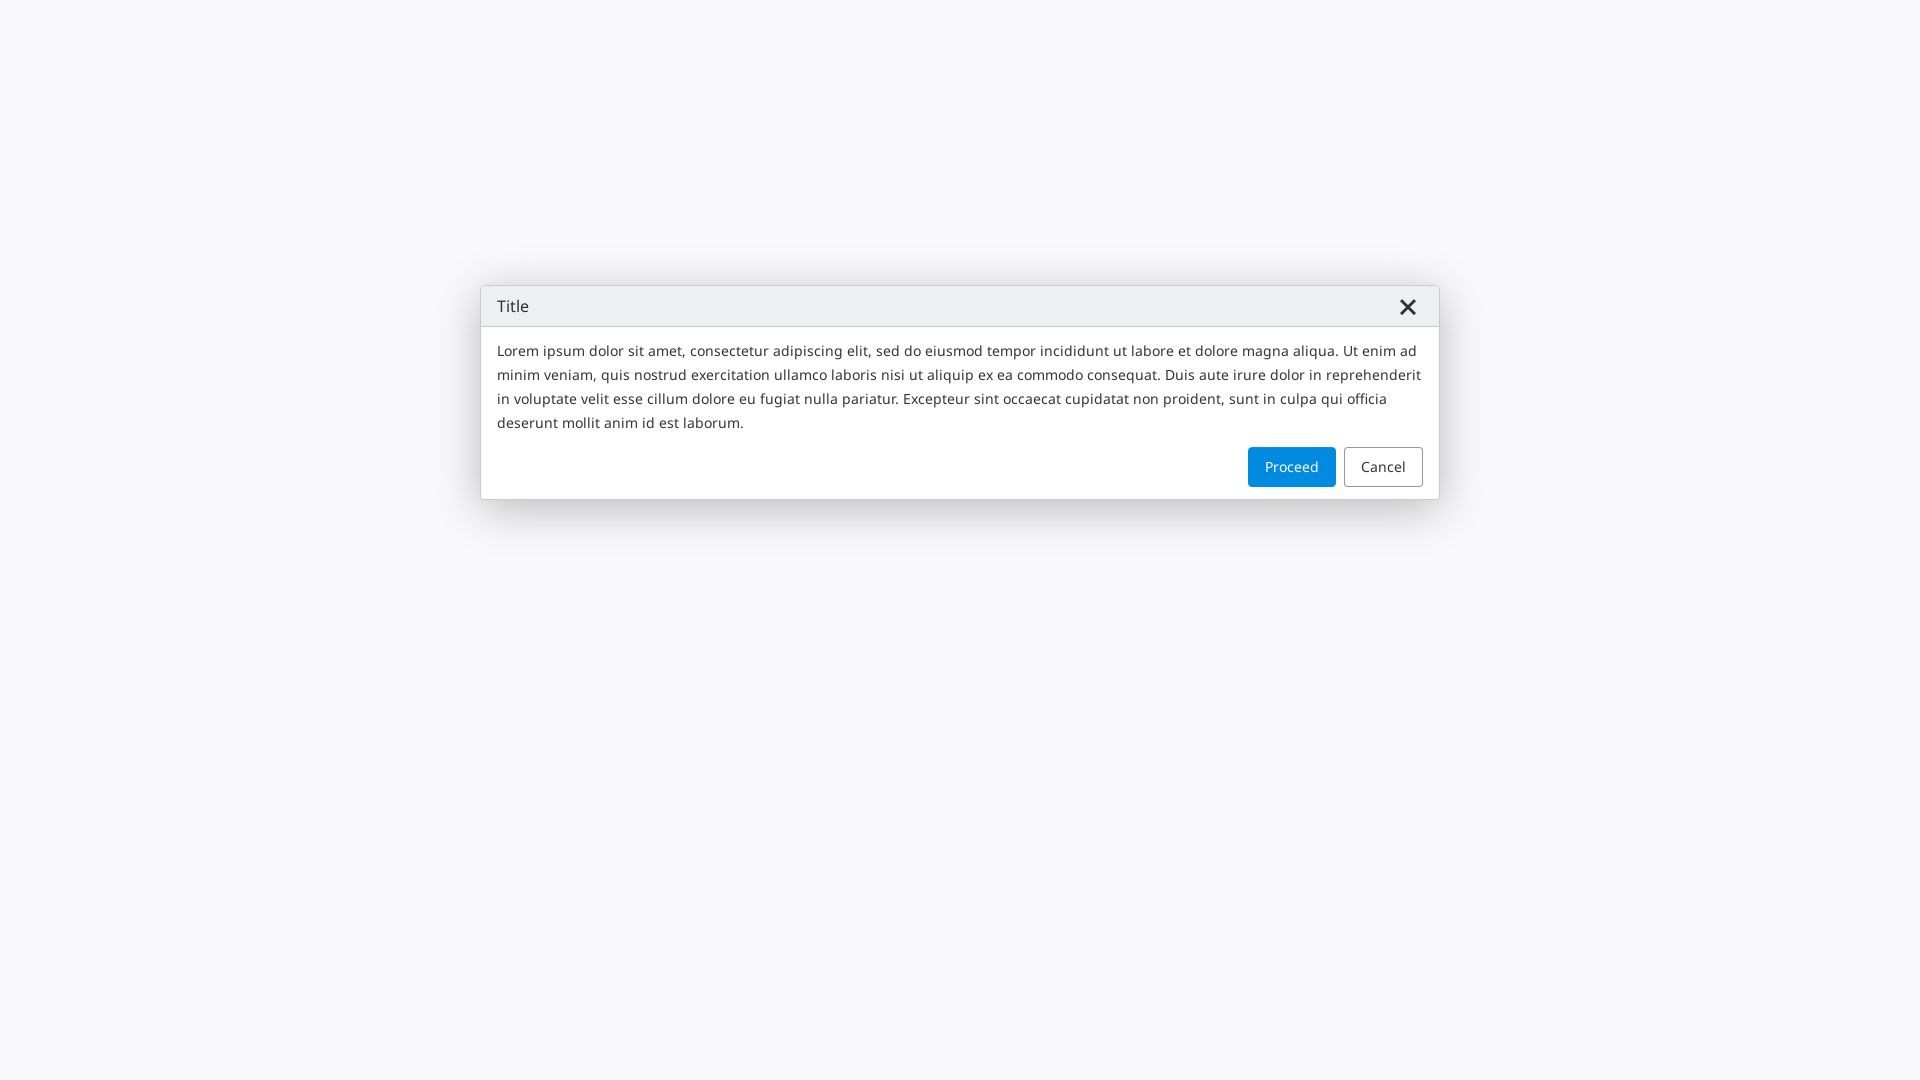 Title
Lorem ipsum dolor sit amet, consectetur adipiscing elit, sed do eiusmod tempor incididunt ut labore et dolore magna aliqua. Ut enim ad
minim veniam, quis nostrud exercitation ullamco laboris nisi ut aliquip ex ea commodo consequat. Duis aute irure dolor in reprehenderit
in voluptate velit esse cillum dolore eu fugiat nulla pariatur. Excepteur sint occaecat cupidatat non proident, sunt in culpa qui officia
deserunt mollit anim id est laborum.
Proceed Cancel